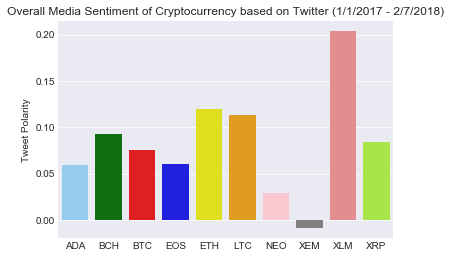 Overall Media Sentiment of Cryptocurrency based on Twitter (1/1/2017 - 2/7/2018)
0.20
0.15
0.10
0.05
0.00
Tweet Polarity
ADA BCH BTC EOS ETH LTC NEO XEM XLM XRP